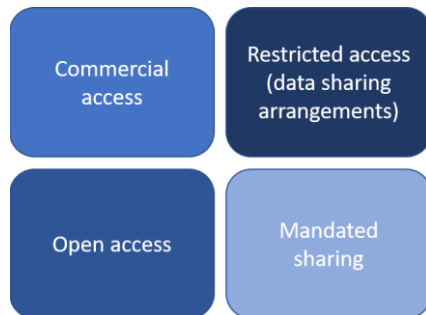 Commercial
access
Restricted access
(data sharing
arrangements)
Open access
Mandated
sharing